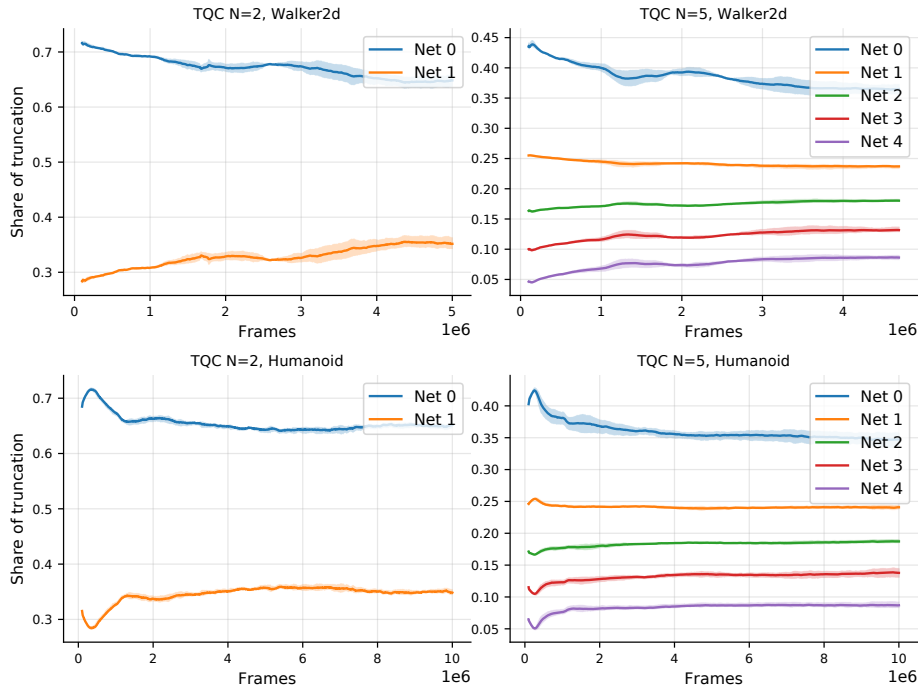 TQC N=2, Walker2d
Share of truncation
0.7
0.6
0.5
0.4
0.3
Net 0
Net 1
0
1
2
3
4
5
1e6
Frames
TQC N=5, Walker2d
0.45
0.40
0.35
0.30
0.25
0.20
0.15
0.10
0.05
Net 0
Net 1
Net 2
Net 3
Net 4
0
1
2
3
4
1e6
Frames
TQC N=2, Humanoid
Share of truncation
0.7
0.6
0.5
0.4
0.3
Net 0
Net 1
0
2
4
6
8
10
1e6
Frames
TQC N=5, Humanoid
0.40
0.35
0.30
0.25
0.20
0.15
0.10
0.05
Net 0
Net 1
Net 2
Net 3
Net 4
0
2
4
6
8
10
1e6
Frames